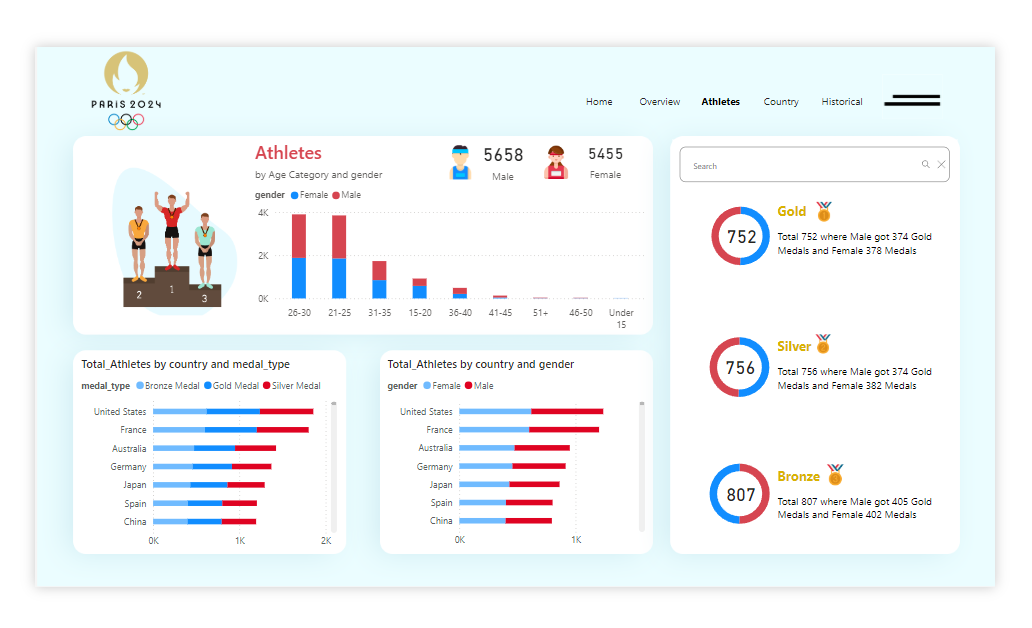 PARIS 2024
Home Overview Athletes Country Historical
Athletes
by Age Category and gender
gender Female Male
5658
Male
5455
Female
4K
2K
0K
26-30 21-25 31-35 15-20 36-40 41-45 51+ 46-50 Under
15
2 1 3
Search
Gold
752
Total 752 where Male got 374 Gold
Medals and Female 378 Medals
Silver
756
Total 756 where Male got 374 Gold
Medals and Female 382 Medals
Bronze
807
Total 807 where Male got 405 Gold
Medals and Female 402 Medals
Total_Athletes by country and medal_type
medal_type Bronze Medal Gold Medal Silver Medal
United States
France
Australia
Germany
Japan
Spain
China
0K 1K 2K
Total_Athletes by country and gender
gender Female Male
United States
France
Australia
Germany
Japan
Spain
China
0K 1K